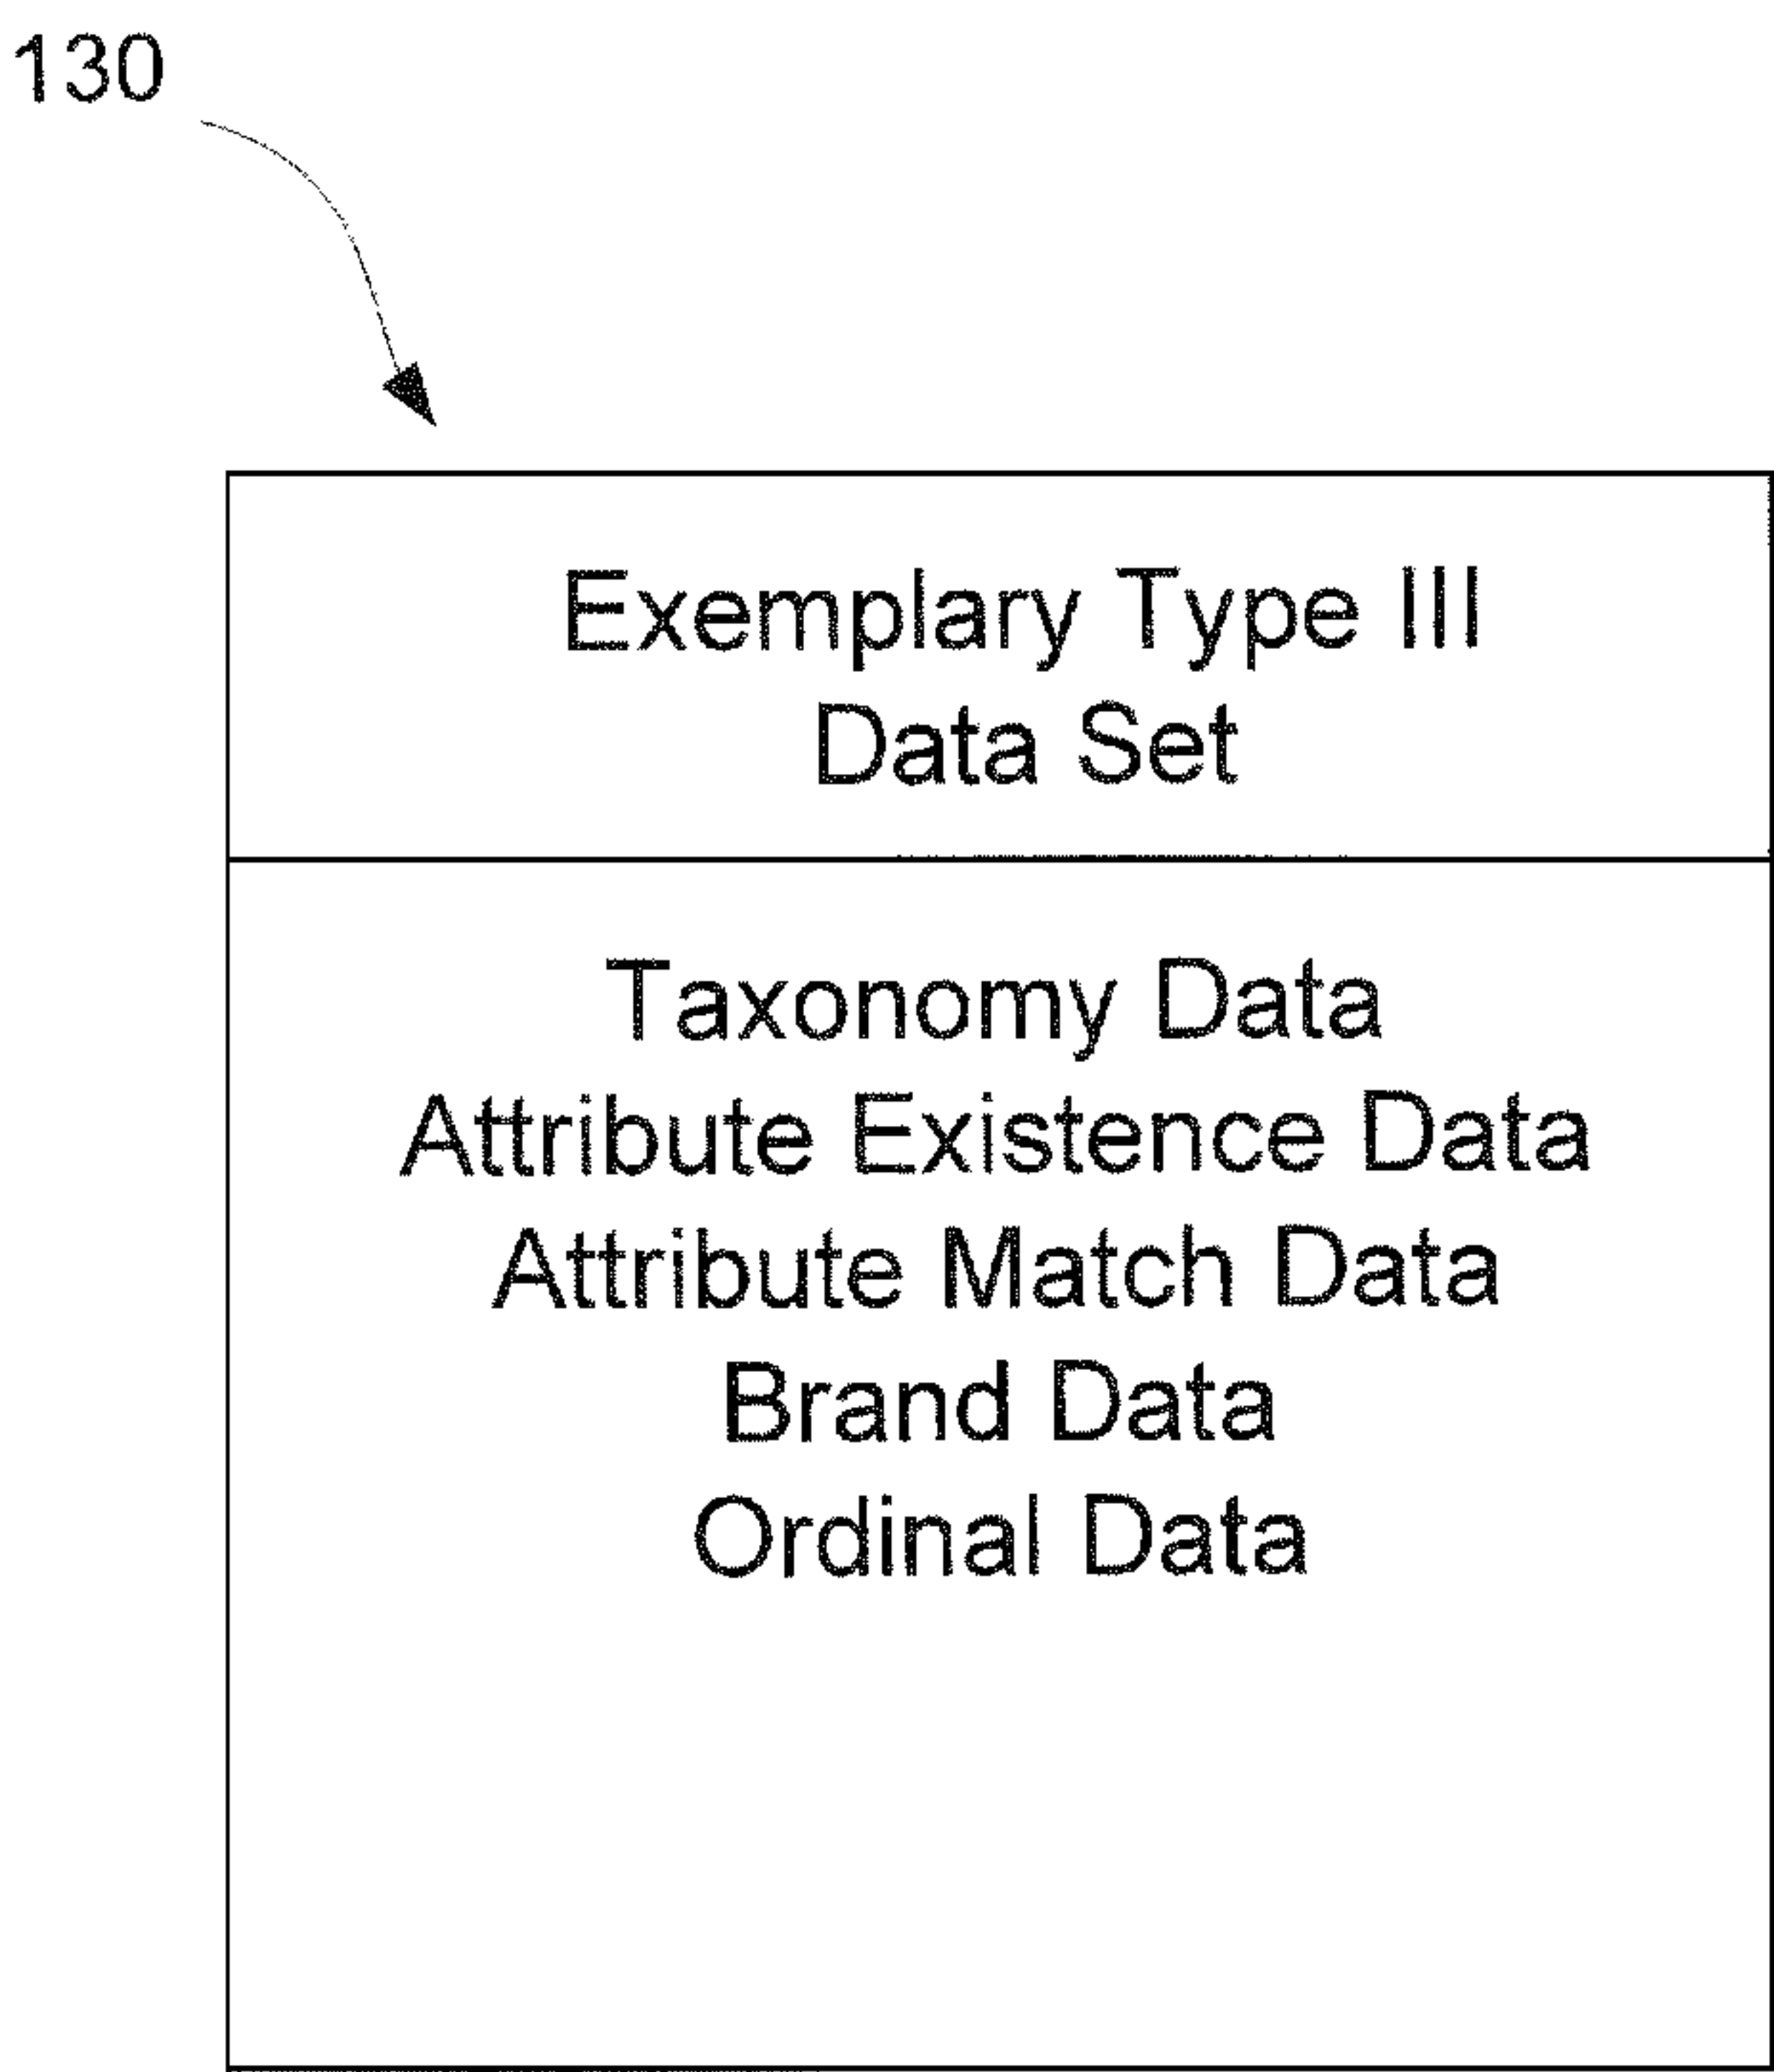 130
Exemplary Type III
Data Set
Taxonomy Data
Attribute Existence Data
Attribute Match Data
Brand Data
Ordinal Data